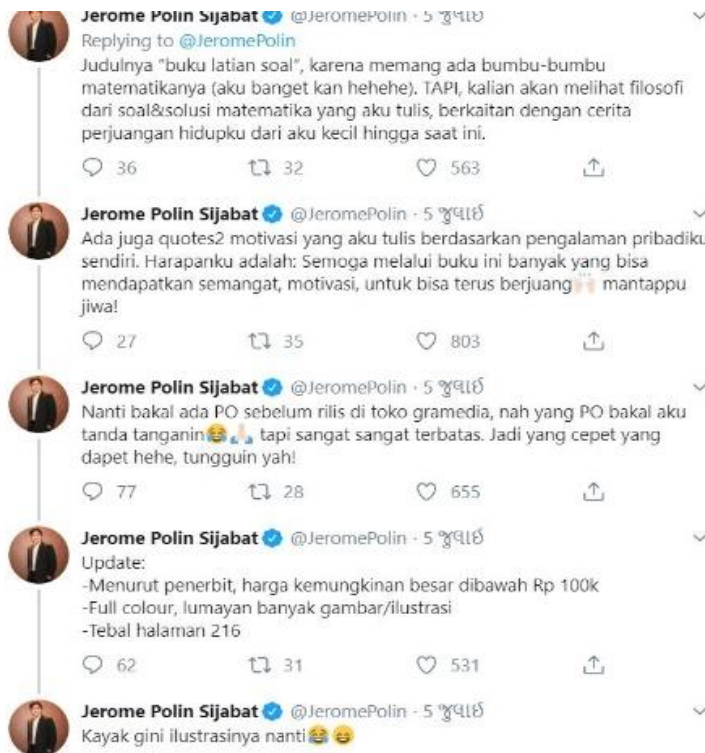 Jerome Polin Sijabat @JeromePolin · 5 જુલાઈ
Replying to @JeromePolin
Judulnya "buku latian soal", karena memang ada bumbu-bumbu
matematikanya (aku banget kan hehehe). TAPI, kalian akan melihat filosofi
dari soal&solusi matematika yang aku tulis, berkaitan dengan cerita
perjuangan hidupku dari aku kecil hingga saat ini.
36 32 563
Jerome Polin Sijabat @JeromePolin · 5 જુલાઈ
Ada juga quotes2 motivasi yang aku tulis berdasarkan pengalaman pribadiku
sendiri. Harapanku adalah: Semoga melalui buku ini banyak yang bisa
mendapatkan semangat, motivasi, untuk bisa terus berjuang🙌🏻 mantappu
jiwa!
27 35 803
Jerome Polin Sijabat @JeromePolin · 5 જુલાઈ
Nanti bakal ada PO sebelum rilis di toko gramedia, nah yang PO bakal aku
tanda tanganin😂🙏🏻 tapi sangat sangat terbatas. Jadi yang cepet yang
dapet hehe, tungguin yah!
77 28 655
Jerome Polin Sijabat @JeromePolin · 5 જુલાઈ
Update:
-Menurut penerbit, harga kemungkinan besar dibawah Rp 100k
-Full colour, lumayan banyak gambar/ilustrasi
-Tebal halaman 216
62 31 531
Jerome Polin Sijabat @JeromePolin · 5 જુલાઈ
Kayak gini ilustrasinya nanti😂😄